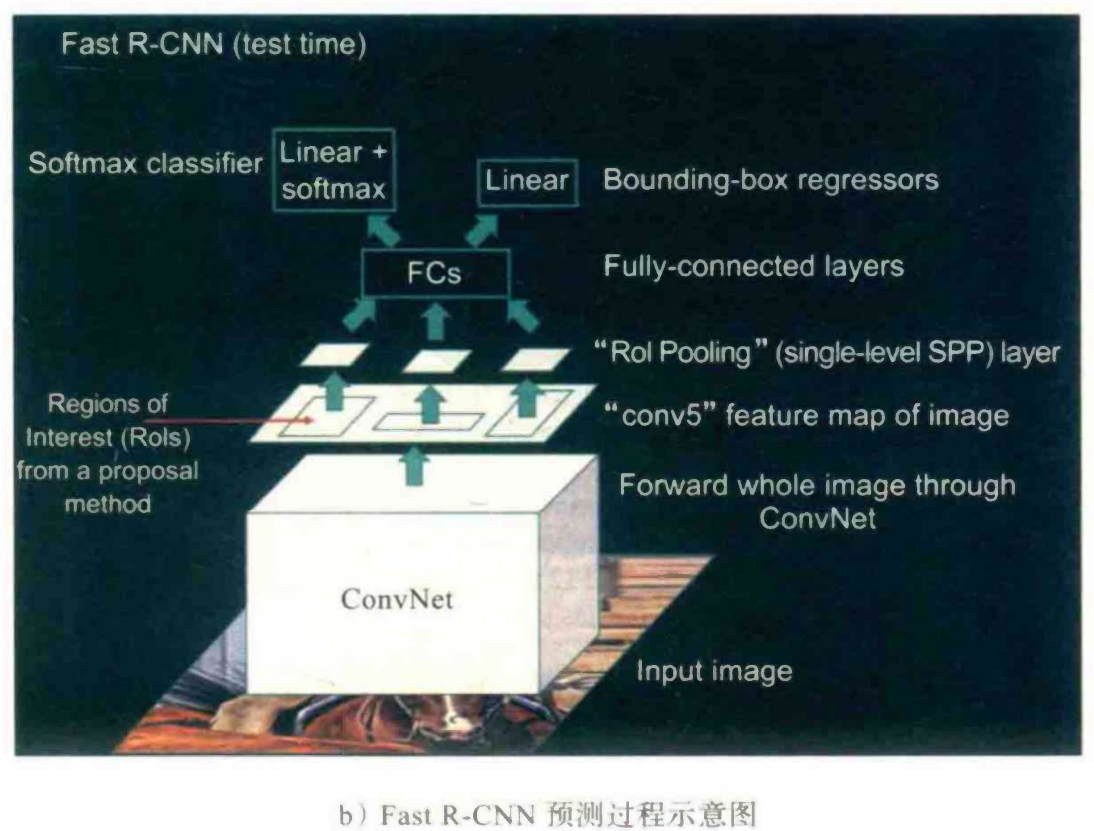 Fast R-CNN (test time)
Softmax classifier
Linear +
softmax
Linear
Bounding-box regressors
FCs
Fully-connected layers
“RoI Pooling” (single-level SPP) layer
Regions of
Interest (RoIs)
from a proposal
method
“conv5” feature map of image
Forward whole image through
ConvNet
ConvNet
Input image
b) Fast R-CNN 预测过程示意图